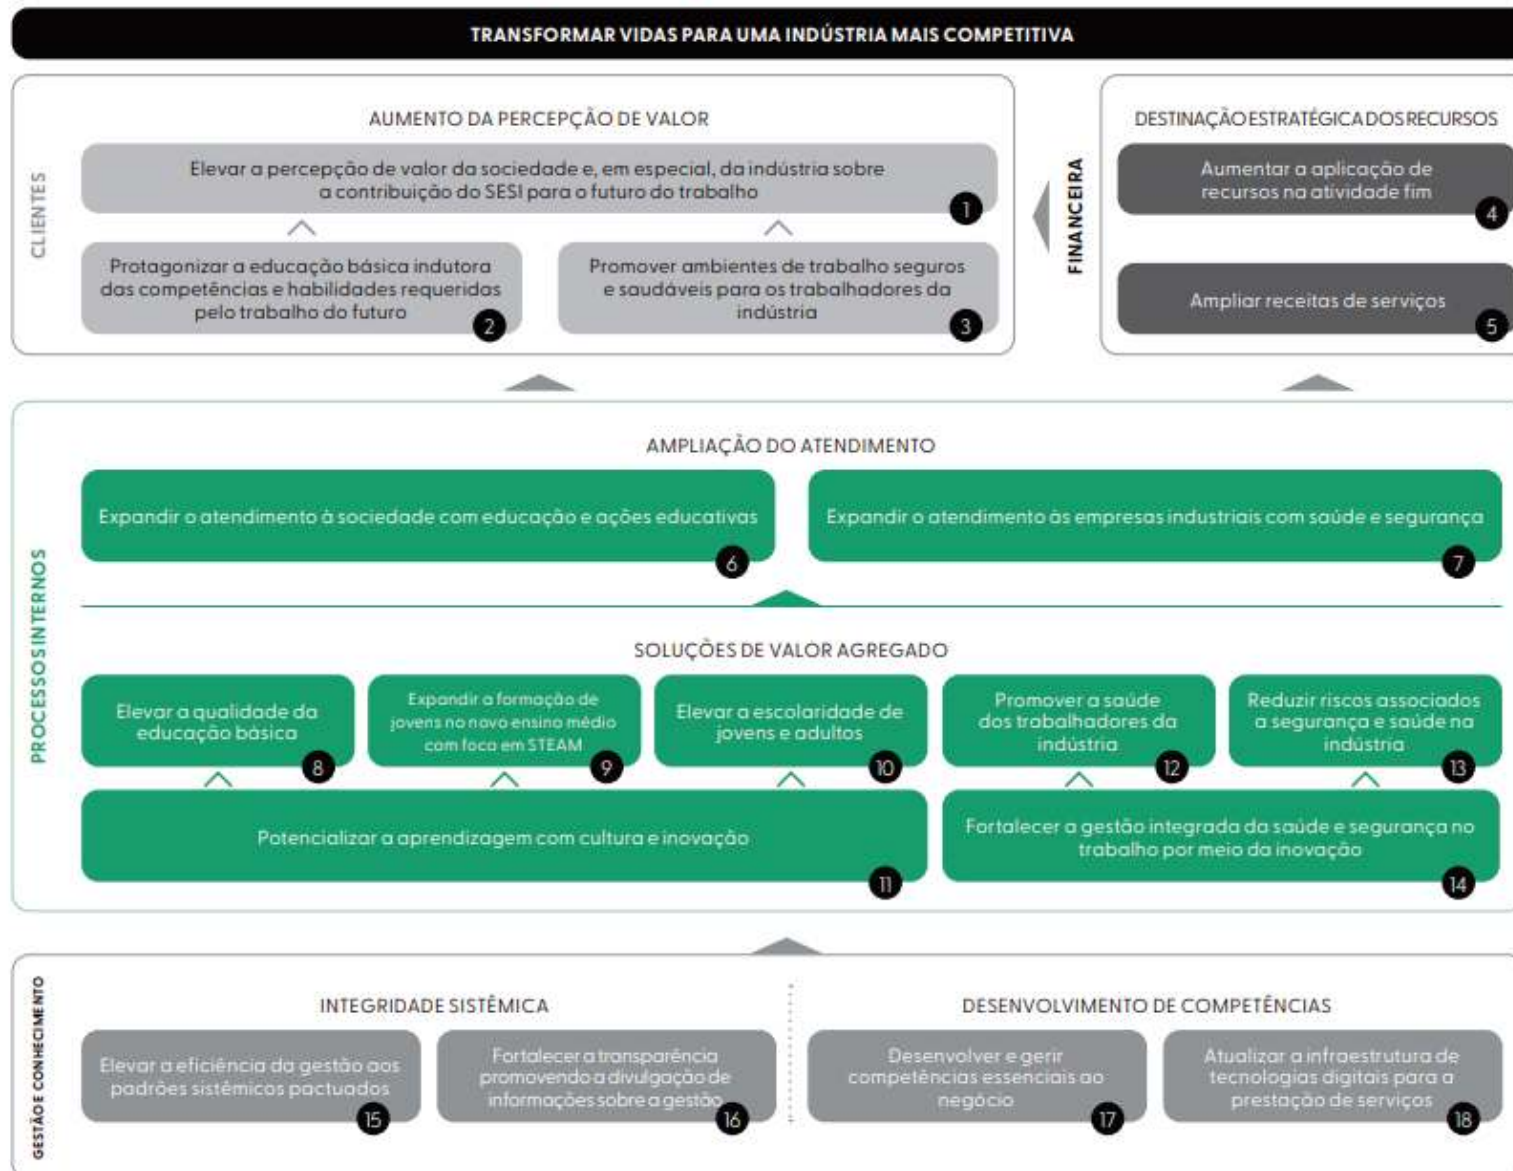 TRANSFORMAR VIDAS PARA UMA INDÚSTRIA MAIS COMPETITIVA
CLIENTES
AUMENTO DA PERCEPÇÃO DE VALOR
Elevar a percepção de valor da sociedade e, em especial, da indústria sobre
a contribuição do SESI para o futuro do trabalho
1
Protagonizar a educação básica indutora
das competências e habilidades requeridas
pelo trabalho do futuro
2
Promover ambientes de trabalho seguros
e saudáveis para os trabalhadores da
indústria
3
FINANCEIRA
DESTINAÇÃO ESTRATÉGICA DOS RECURSOS
Aumentar a aplicação de
recursos na atividade fim
4
Ampliar receitas de serviços
5
PROCESSOS INTERNOS
AMPLIAÇÃO DO ATENDIMENTO
Expandir o atendimento à sociedade com educação e ações educativas
6
Expandir o atendimento às empresas industriais com saúde e segurança
7
SOLUÇÕES DE VALOR AGREGADO
Elevar a qualidade da
educação básica
8
Expandir a formação de
jovens no novo ensino médio
com foco em STEAM
9
Elevar a escolaridade de
jovens e adultos
10
Promover a saúde
dos trabalhadores da
indústria
12
Reduzir riscos associados
a segurança e saúde na
indústria
13
Potencializar a aprendizagem com cultura e inovação
11
Fortalecer a gestão integrada da saúde e segurança no
trabalho por meio da inovação
14
GESTÃO E CONHECIMENTO
INTEGRIDADE SISTÊMICA
Elevar a eficiência da gestão aos
padrões sistêmicos pactuados
15
Fortalecer a transparência
promovendo a divulgação de
informações sobre a gestão
16
DESENVOLVIMENTO DE COMPETÊNCIAS
Desenvolver e gerir
competências essenciais ao
negócio
17
Atualizar a infraestrutura de
tecnologias digitais para a
prestação de serviços
18